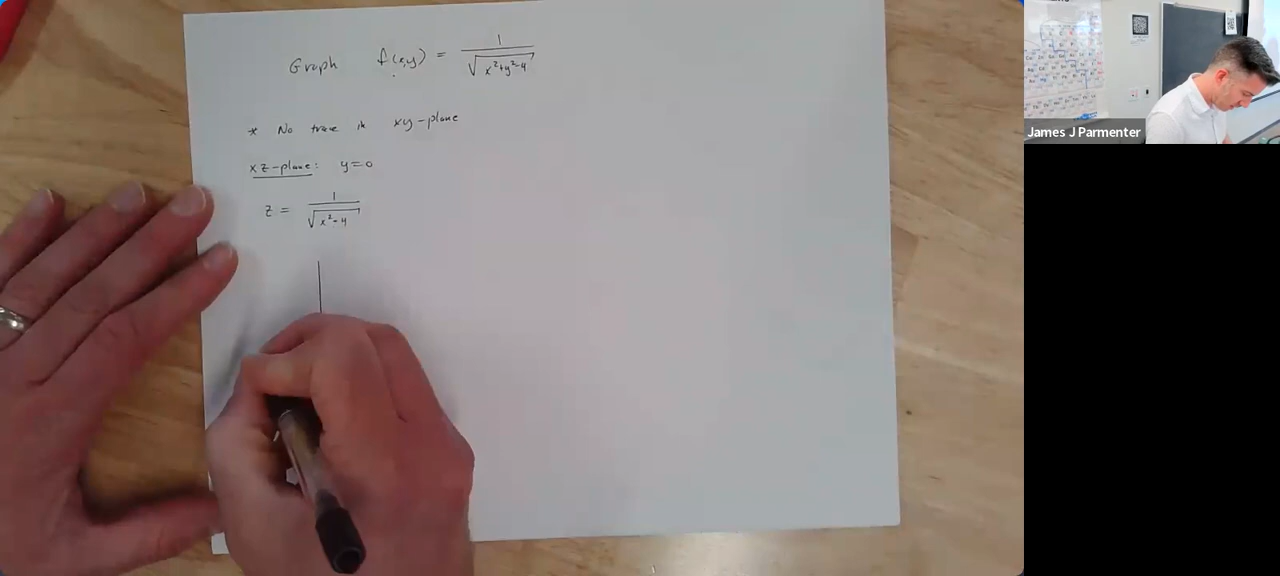 Graph f(x,y) = 1/√(x²+y²-4)
* No trace in xy-plane
xz-plane: y=0
z = 1/√(x²-4)
James J Parmenter